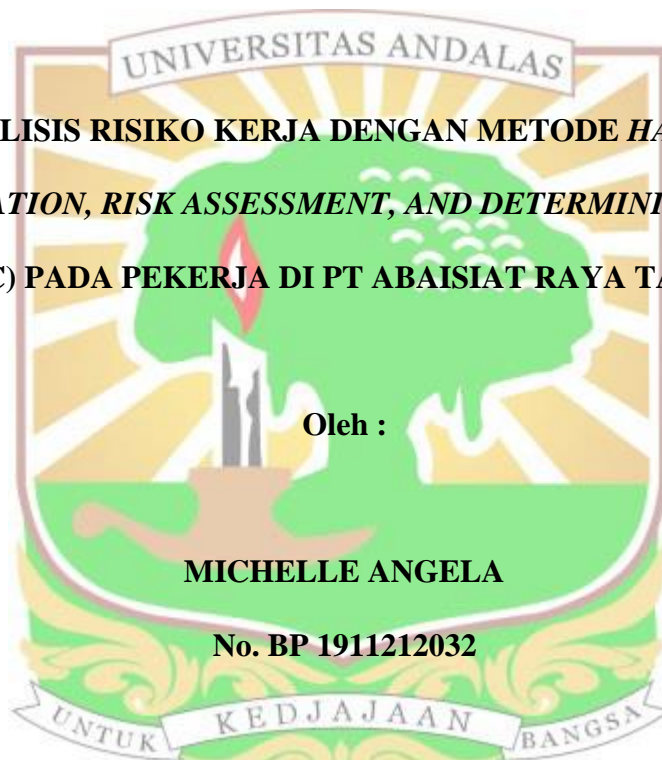 UNIVERSITAS ANDALAS
LISIS RISIKO KERJA DENGAN METODE HA
ATION, RISK ASSESSMENT, AND DETERMINI
C) PADA PEKERJA DI PT ABAISIAT RAYA TA
Oleh :
MICHELLE ANGELA
No. BP 1911212032
UNTUK KEDJAJAAN BANGSA